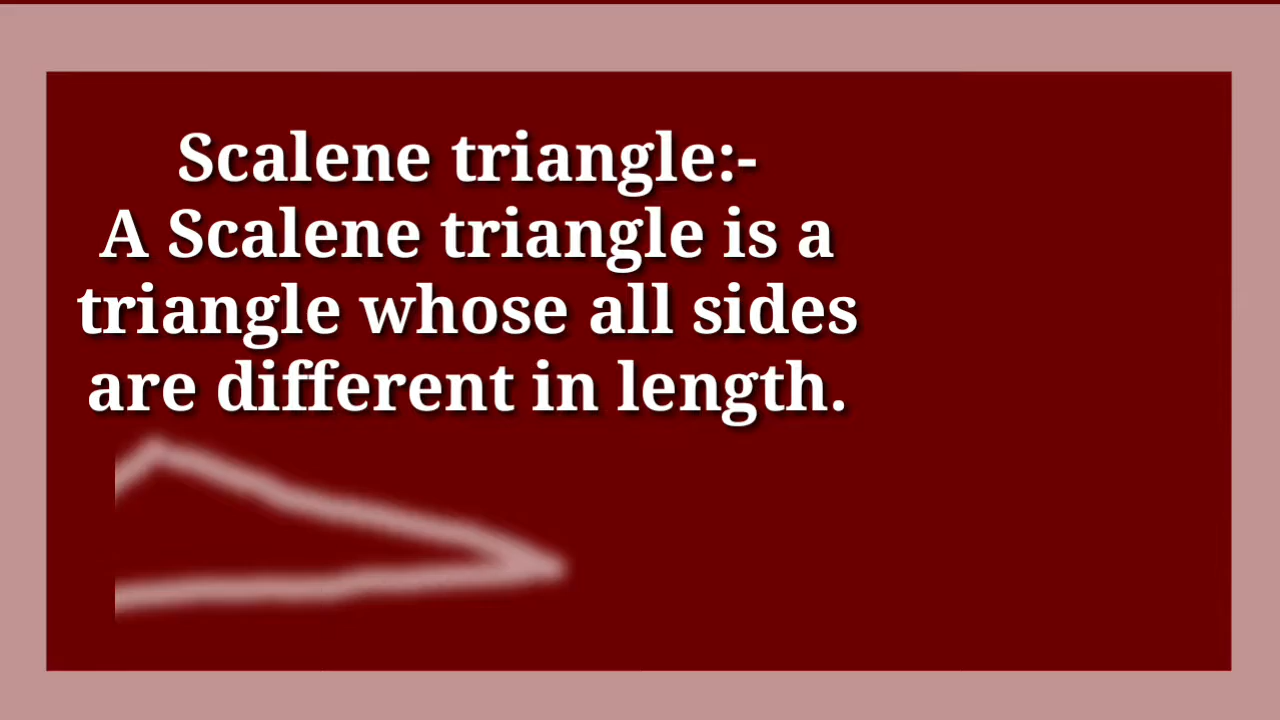 Scalene triangle:-
A Scalene triangle is a
triangle whose all sides
are different in length.